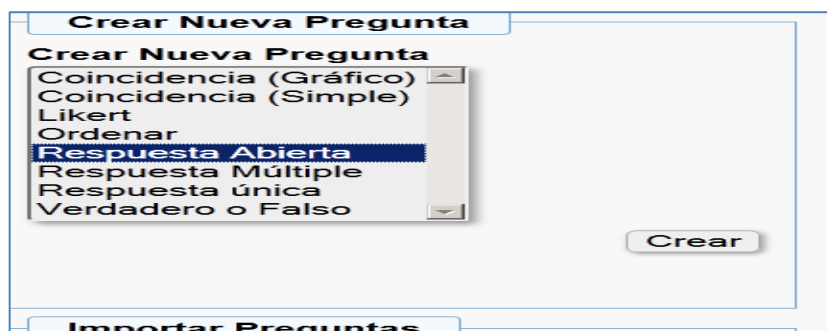 Crear Nueva Pregunta
Crear Nueva Pregunta
Coincidencia (Gráfico)
Coincidencia (Simple)
Likert
Ordenar
Respuesta Abierta
Respuesta Múltiple
Respuesta única
Verdadero o Falso
Crear
Importar Preguntas